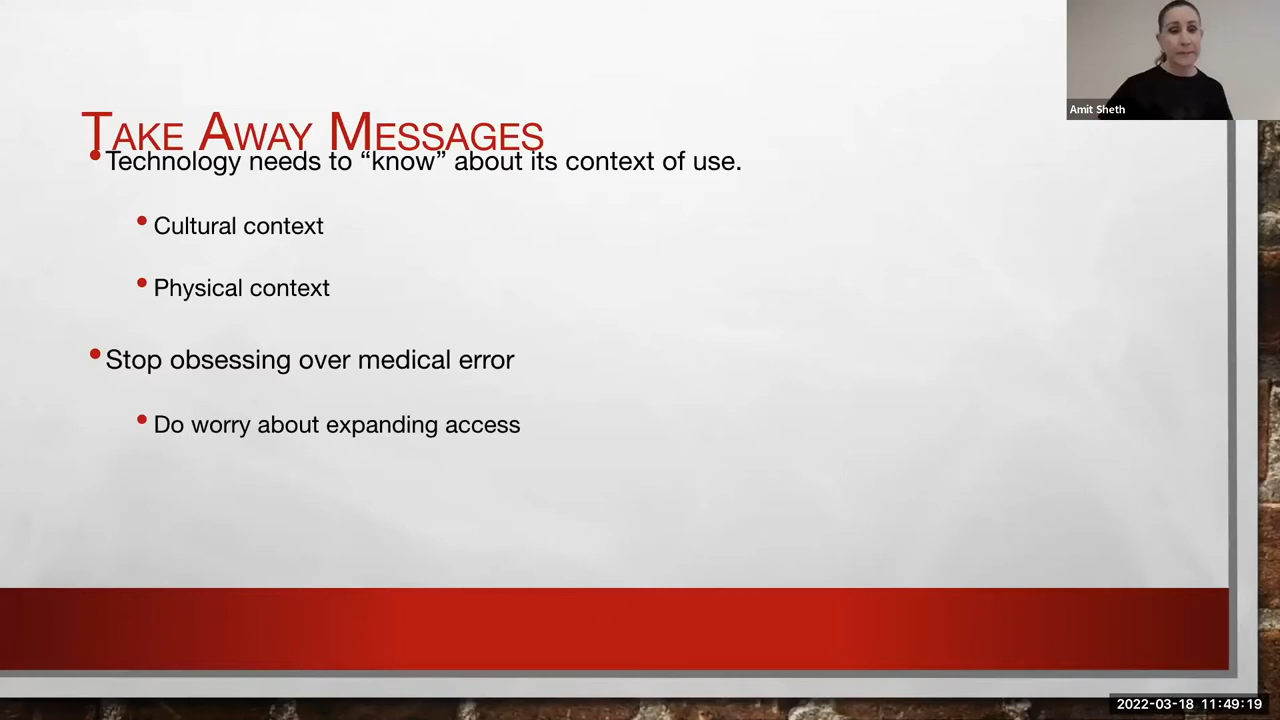 Amit Sheth
TAKE AWAY MESSAGES
• Technology needs to “know” about its context of use.
• Cultural context
• Physical context
• Stop obsessing over medical error
• Do worry about expanding access
2022-03-18 11:49:19